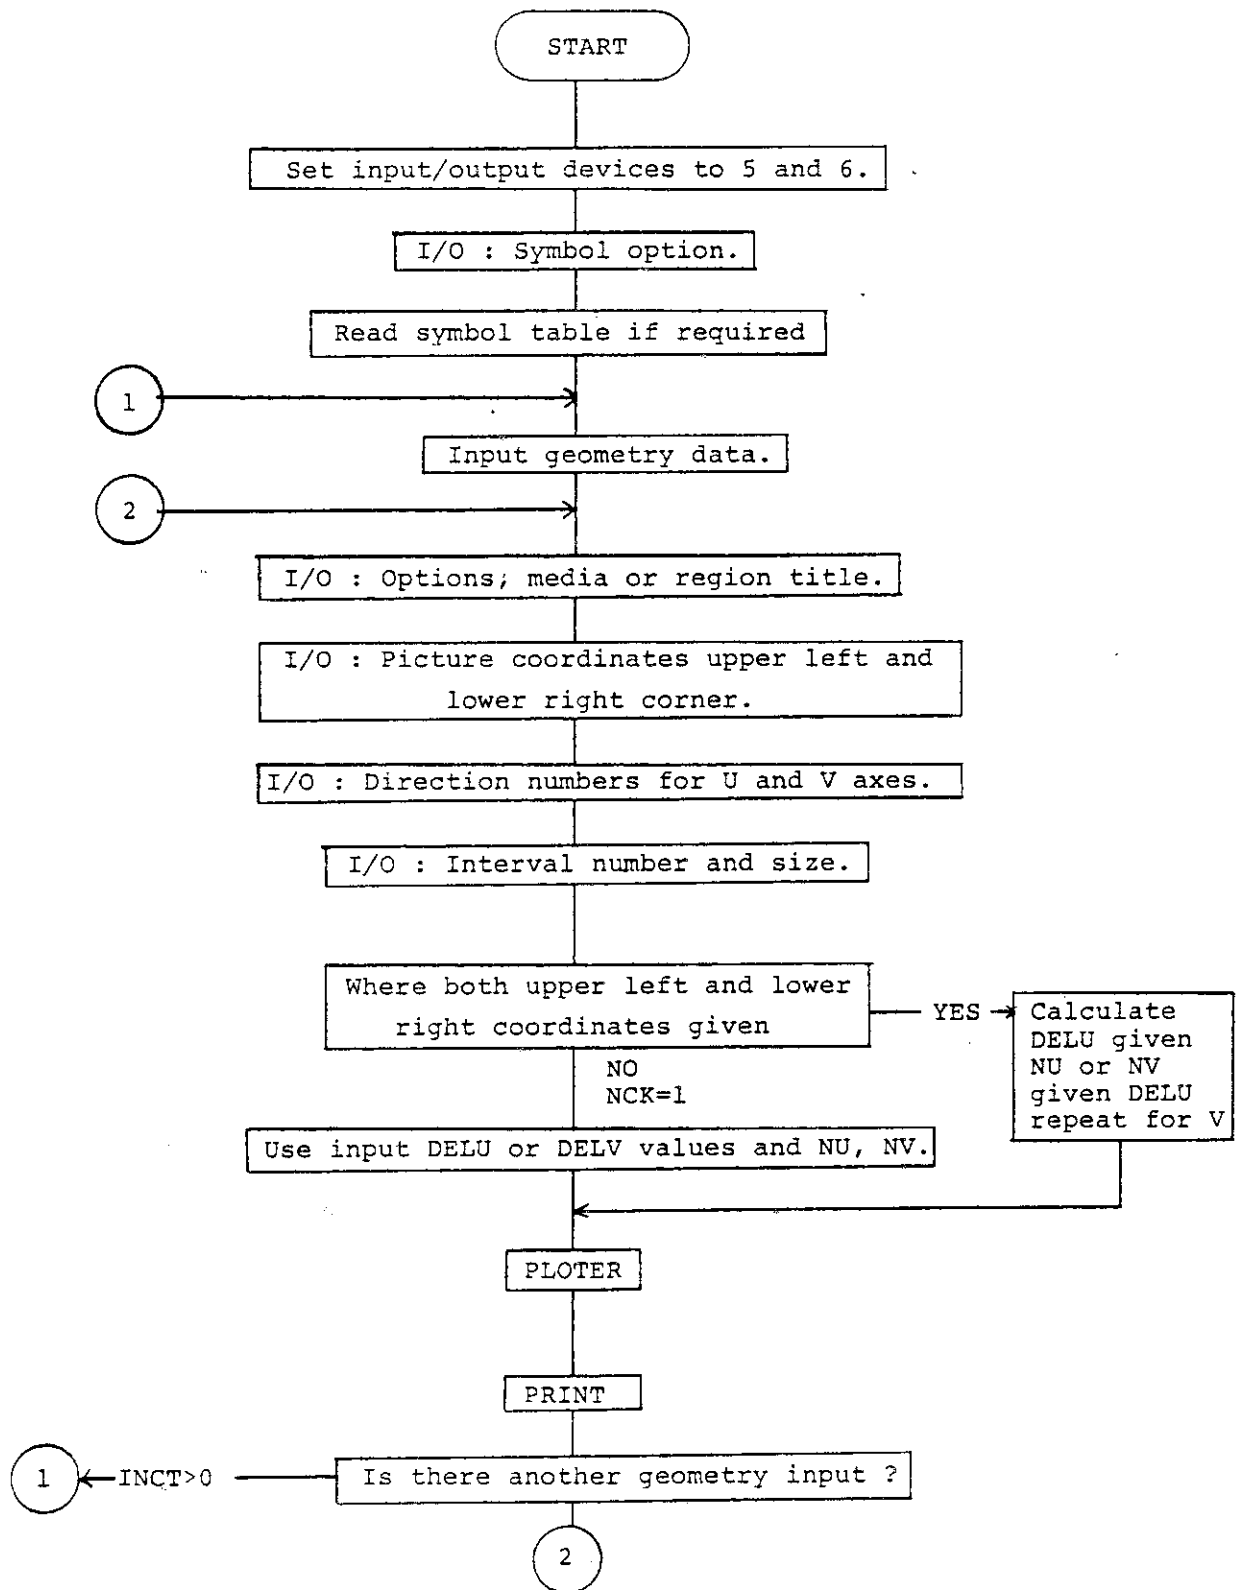 START
Set input/output devices to 5 and 6.
I/O : Symbol option.
Read symbol table if required
1
Input geometry data.
2
I/O : Options; media or region title.
I/O : Picture coordinates upper left and
lower right corner.
I/O : Direction numbers for U and V axes.
I/O : Interval number and size.
Where both upper left and lower
right coordinates given
YES
Calculate
DELU given
NU or NV
given DELU
repeat for V
NO
NCK=1
Use input DELU or DELV values and NU, NV.
PLOTER
PRINT
1
INCT>0
Is there another geometry input ?
2